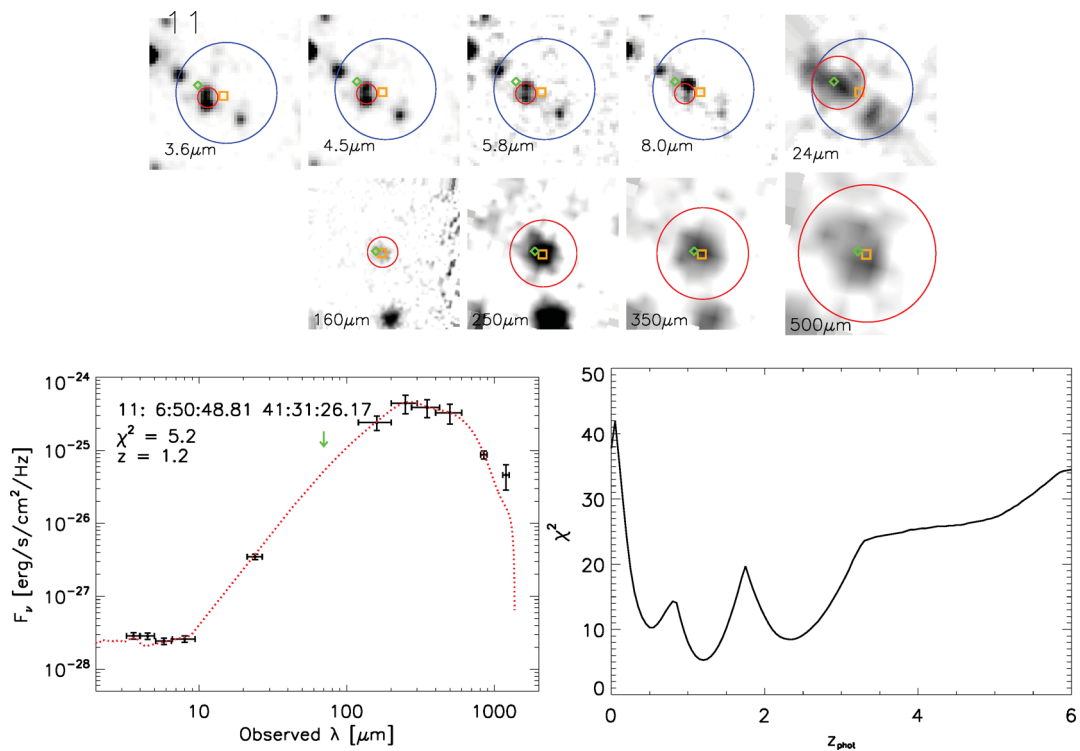 11
3.6μm
4.5μm
5.8μm
8.0μm
24μm
160μm
250μm
350μm
500μm
10⁻²⁴
10⁻²⁵
10⁻²⁶
10⁻²⁷
10⁻²⁸
Fν [erg/s/cm²/Hz]
11: 6:50:48.81 41:31:26.17
χ² = 5.2
z = 1.2
10 100 1000
Observed λ [μm]
50
40
30
20
10
0
χ²
0 2 4 6
z_phot